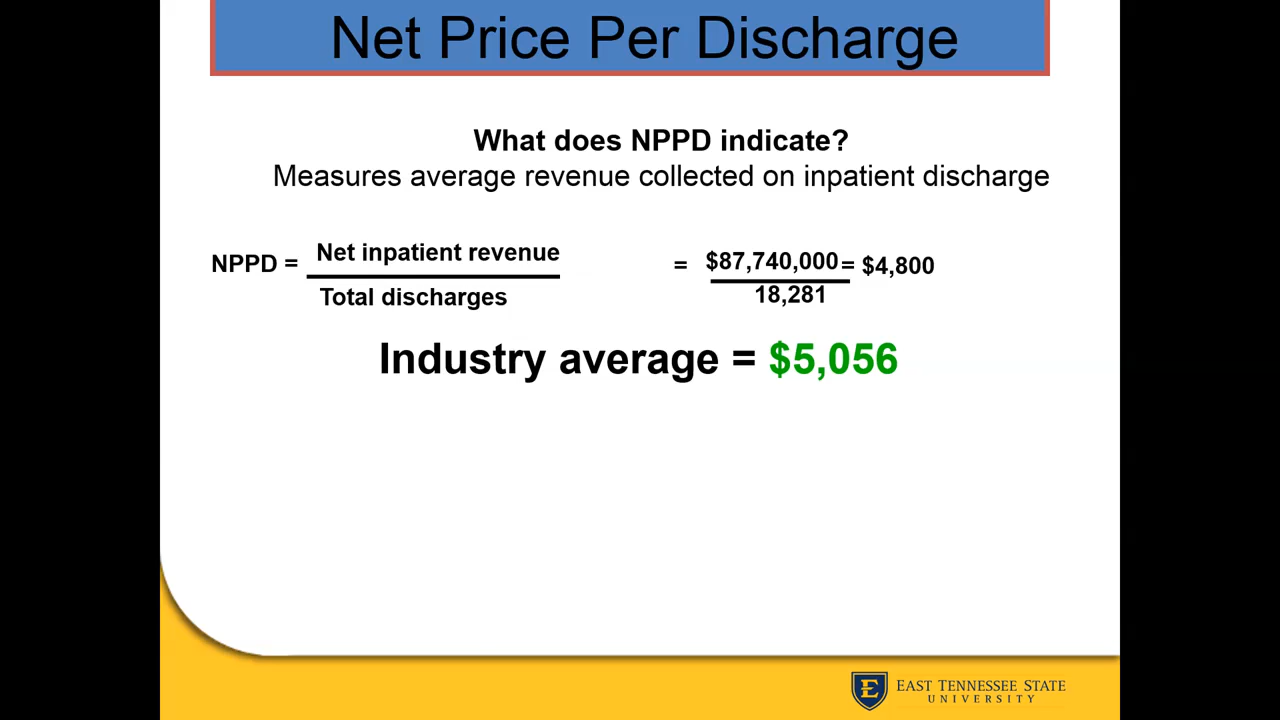 Net Price Per Discharge
What does NPPD indicate?
Measures average revenue collected on inpatient discharge
NPPD = Net inpatient revenue
Total discharges
= $87,740,000 = $4,800
18,281
Industry average = $5,056
E EAST TENNESSEE STATE
UNIVERSITY